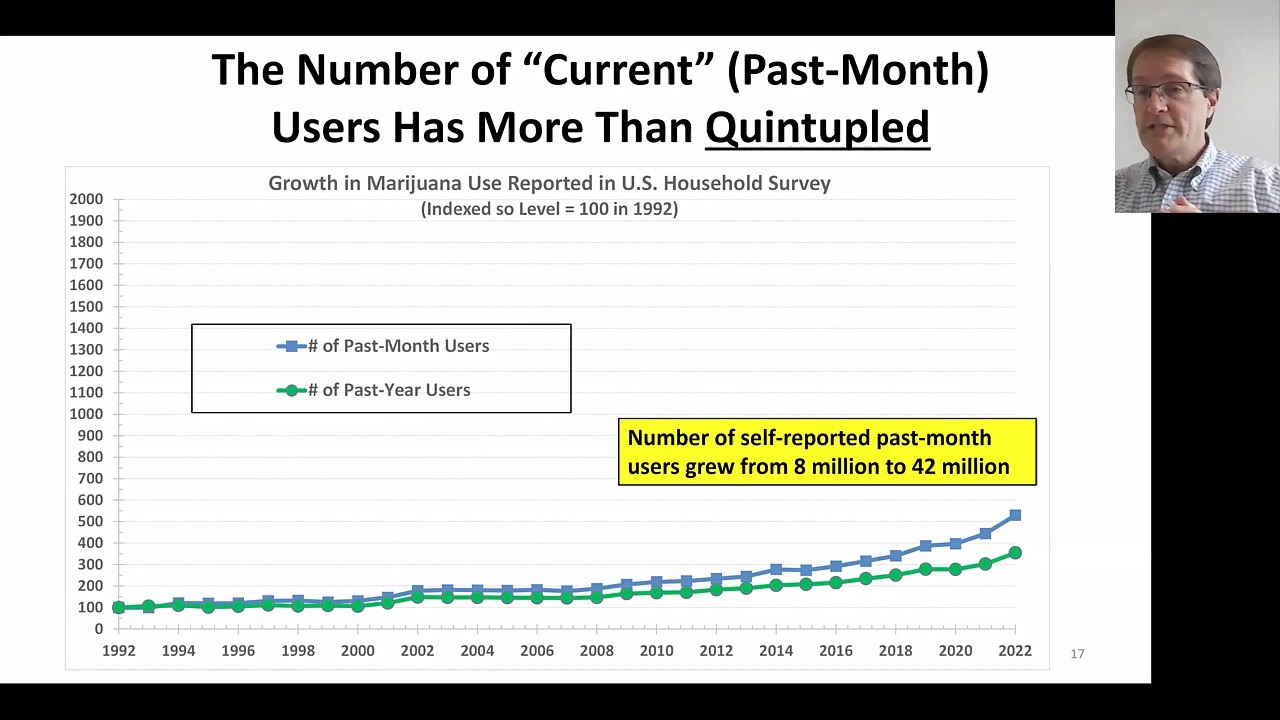 The Number of “Current” (Past-Month)
Users Has More Than Quintupled
Growth in Marijuana Use Reported in U.S. Household Survey
(Indexed so Level = 100 in 1992)
2000
1900
1800
1700
1600
1500
1400
1300
1200
1100
1000
900
800
700
600
500
400
300
200
100
0
# of Past-Month Users
# of Past-Year Users
Number of self-reported past-month
users grew from 8 million to 42 million
1992 1994 1996 1998 2000 2002 2004 2006 2008 2010 2012 2014 2016 2018 2020 2022
17